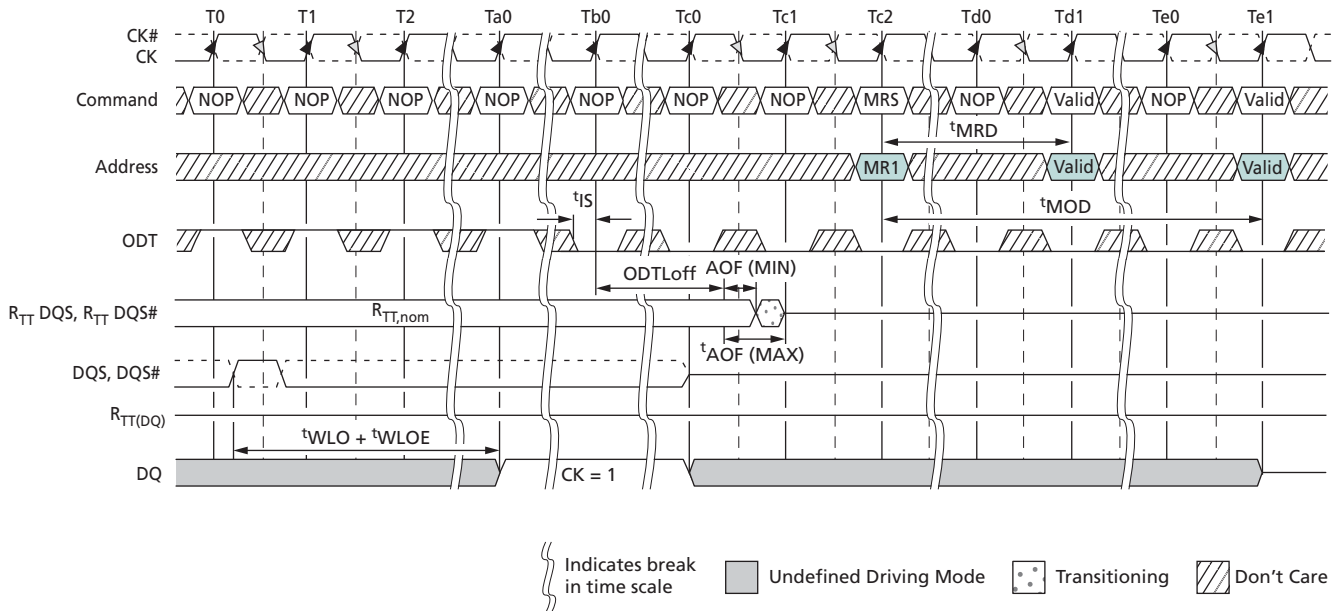 T0 T1 T2 Ta0 Tb0 Tc0 Tc1 Tc2 Td0 Td1 Te0 Te1
CK#
CK
Command NOP NOP NOP NOP NOP NOP NOP MRS NOP Valid NOP Valid
tMRD
Address MR1 Valid Valid
tIS
tMOD
ODT
ODTLoff AOF (MIN)
RTT DQS, RTT DQS# RTT,nom
tAOF (MAX)
DQS, DQS#
RTT(DQ)
tWLO + tWLOE
DQ CK = 1
Indicates break
in time scale
Undefined Driving Mode Transitioning Don't Care